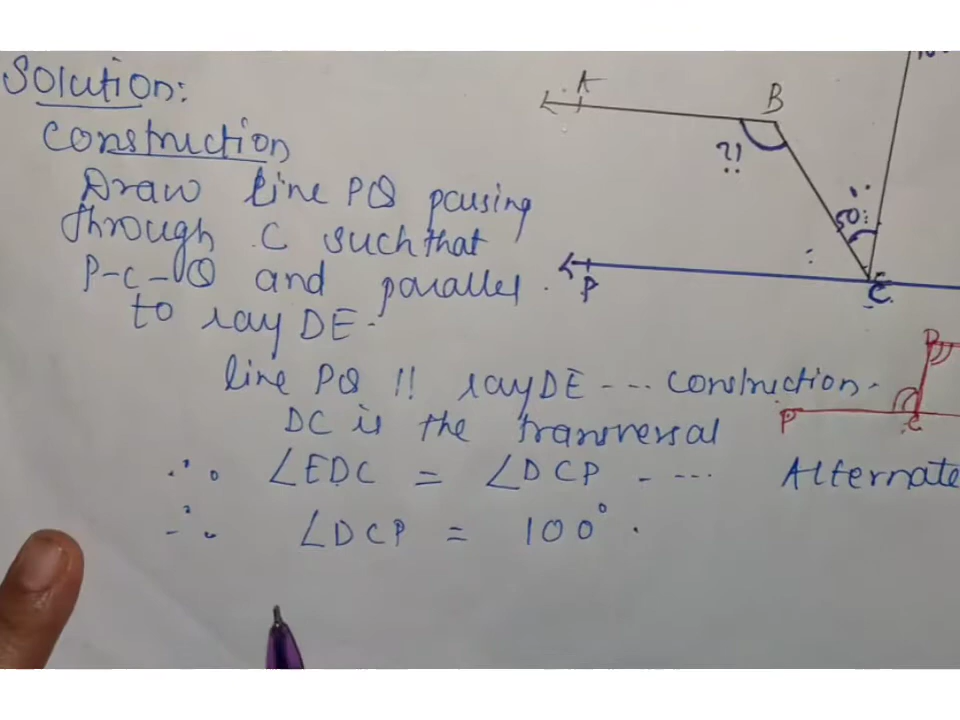 Solution:
Construction
Draw line PQ passing
through C such that
P-C-Q and parallel
to ray DE.
line PQ || ray DE --- construction.
DC is the transversal
∴ ∠EDC = ∠DCP - --- Alternate
∴ ∠DCP = 100° .
A
B
?!
50
P
C
D
P
C